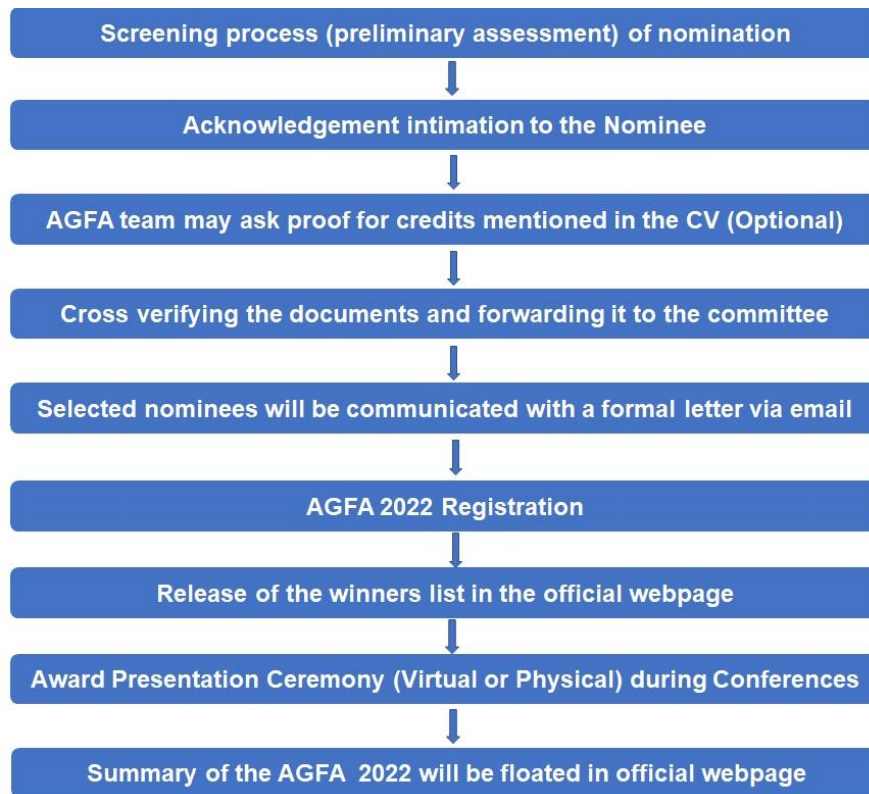 Screening process (preliminary assessment) of nomination
Acknowledgement intimation to the Nominee
AGFA team may ask proof for credits mentioned in the CV (Optional)
Cross verifying the documents and forwarding it to the committee
Selected nominees will be communicated with a formal letter via email
AGFA 2022 Registration
Release of the winners list in the official webpage
Award Presentation Ceremony (Virtual or Physical) during Conferences
Summary of the AGFA 2022 will be floated in official webpage